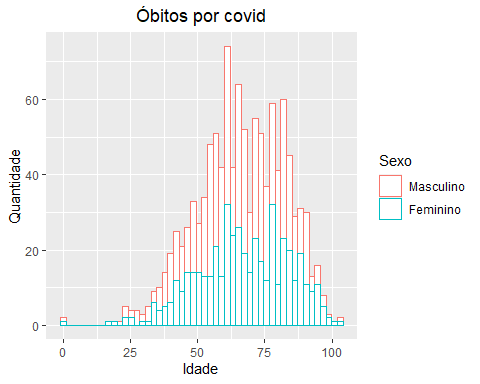 Óbitos por covid
Quantidade
60
40
20
0
0 25 50 75 100
Idade
Sexo
Masculino
Feminino